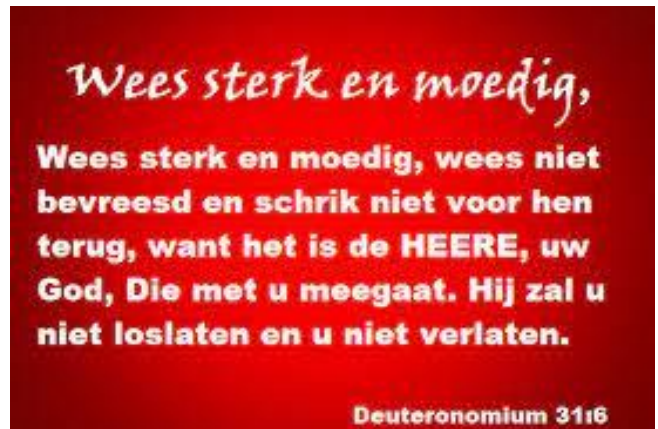 Wees sterk en moedig,
Wees sterk en moedig, wees niet
bevreesd en schrik niet voor hen
terug, want het is de HEERE, uw
God, Die met u meegaat. Hij zal u
niet loslaten en u niet verlaten.
Deuteronomium 31:6